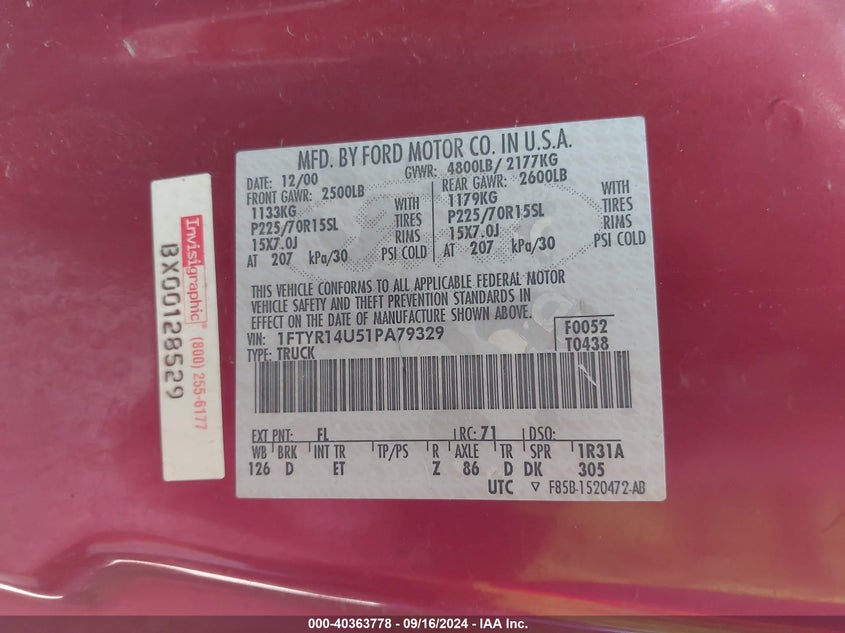 MFD. BY FORD MOTOR CO. IN U.S.A.
DATE: 12/00 GVWR: 4800LB/ 2177KG
FRONT GAWR: 2500LB REAR GAWR: 2600LB
1133KG WITH 1179KG WITH
P225/70R15SL TIRES P225/70R15SL TIRES
15X7.0J RIMS 15X7.0J RIMS
AT 207 kPa/30 PSI COLD AT 207 kPa/30 PSI COLD
THIS VEHICLE CONFORMS TO ALL APPLICABLE FEDERAL MOTOR
VEHICLE SAFETY AND THEFT PREVENTION STANDARDS IN
EFFECT ON THE DATE OF MANUFACTURE SHOWN ABOVE.
VIN: 1FTYR14U51PA79329 F0052
TYPE: TRUCK T0438
EXT PNT: FL RC: 71 DSO:
WB BRK INT TR TP/PS R AXLE TR SPR 1R31A
126 D ET Z 86 D DK 305
UTC ▽ F85B-1520472-AB
Invisigraphic® (800) 255-6177
BX00128529
000-40363778 - 09/16/2024 - IAA Inc.